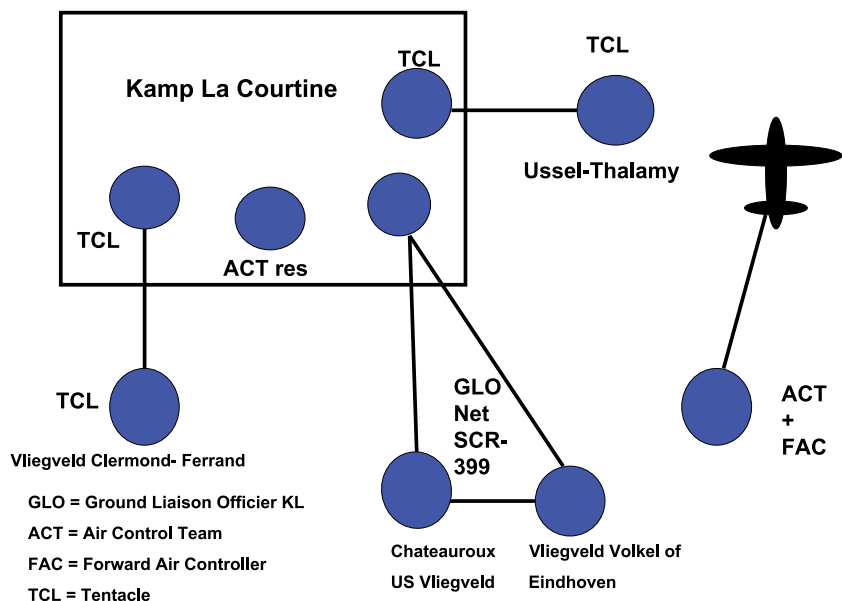 TCL
TCL
Kamp La Courtine
Ussel-Thalamy
TCL
ACT res
GLO
Net
SCR-
399
ACT
+
FAC
TCL
Vliegveld Clermond- Ferrand
GLO = Ground Liaison Officier KL
ACT = Air Control Team
FAC = Forward Air Controller
TCL = Tentacle
Chateauroux
US Vliegveld
Vliegveld Volkel of
Eindhoven